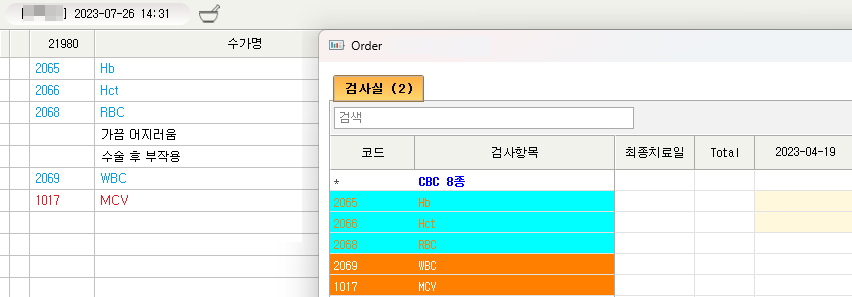 [ ] 2023-07-26 14:31
21980 수가명
2065 Hb
2066 Hct
2068 RBC
가끔 어지러움
수술 후 부작용
2069 WBC
1017 MCV
Order
검사실 (2)
검색
코드 검사항목 최종치료일 Total 2023-04-19
* CBC 8종
2065 Hb
2066 Hct
2068 RBC
2069 WBC
1017 MCV